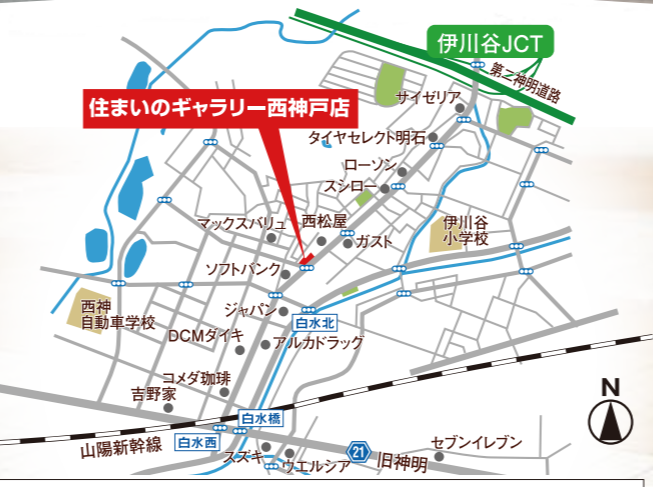 伊川谷JCT
第二神明道路
サイゼリア
住まいのギャラリー西神戸店
タイヤセレクト明石
ローソン
スシロー
マックスバリュ
西松屋
ガスト
伊川谷
小学校
ソフトバンク
西神
自動車学校
ジャパン
白水北
DCMダイキ
アルカドラッグ
コメダ珈琲
吉野家
N
白水橋
山陽新幹線
白水西
スズキ
ウエルシア
21
旧神明
セブンイレブン